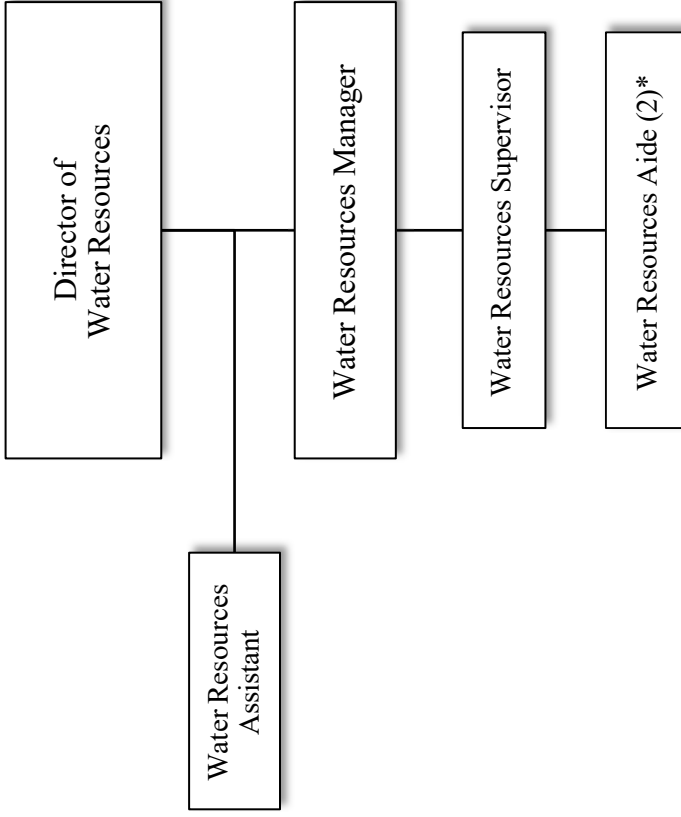 Director of
Water Resources
Water Resources
Assistant
Water Resources Manager
Water Resources Supervisor
Water Resources Aide (2)*